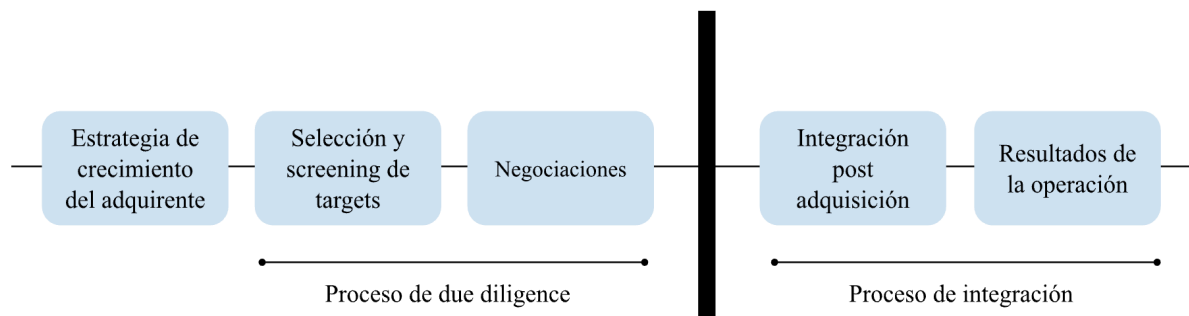 Estrategia de
crecimiento
del adquirente
Selección y
screening de
targets
Negociaciones
Integración
post
adquisición
Resultados de
la operación
Proceso de due diligence
Proceso de integración